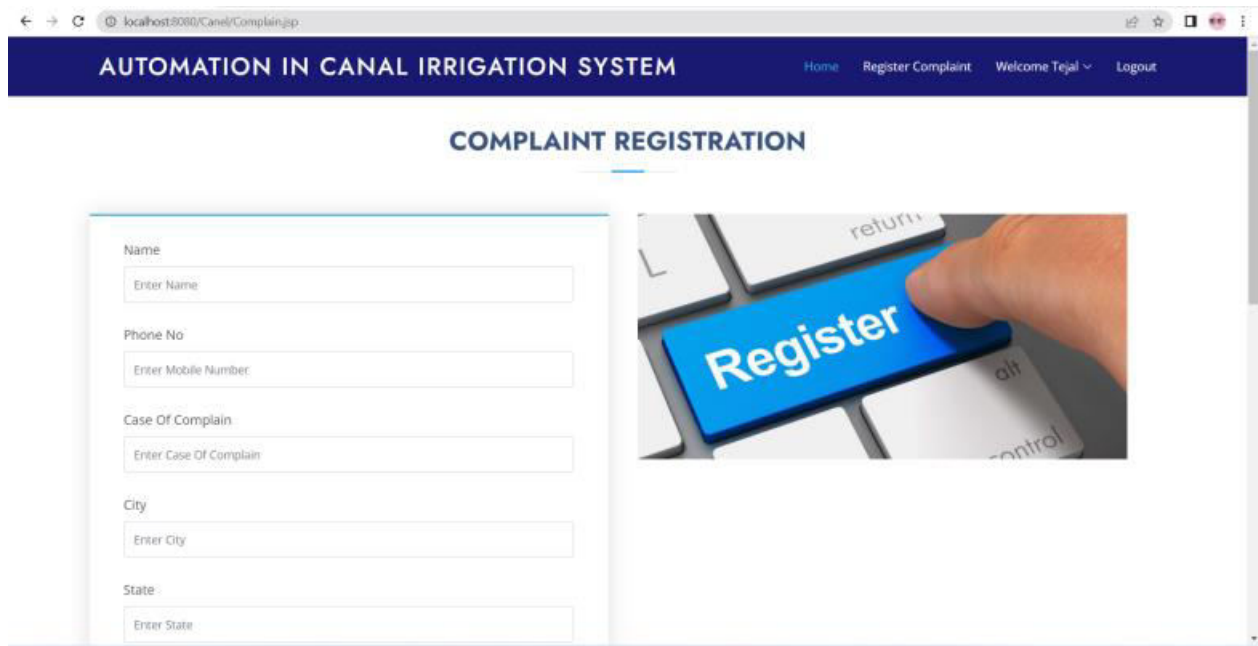 localhost:8080/Canel/Complain.jsp
AUTOMATION IN CANAL IRRIGATION SYSTEM
Home Register Complaint Welcome Tejal Logout
COMPLAINT REGISTRATION
Name
Enter Name
Phone No
Enter Mobile Number
Case Of Complain
Enter Case Of Complain
City
Enter City
State
Enter State
return
L
Register
alt
control